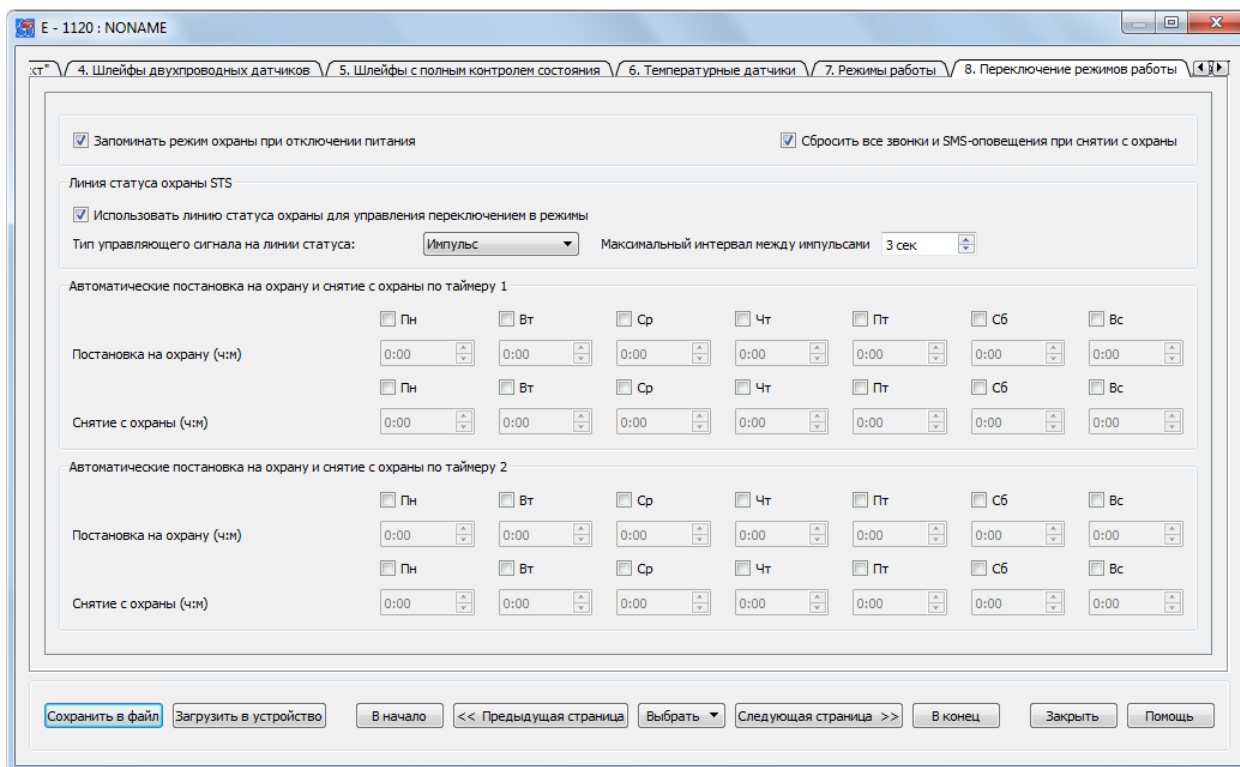 E - 1120 : NONAME
кт" 4. Шлейфы двухпроводных датчиков 5. Шлейфы с полным контролем состояния 6. Температурные датчики 7. Режимы работы 8. Переключение режимов работы
Запоминать режим охраны при отключении питания Сбросить все звонки и SMS-оповещения при снятии с охраны
Линия статуса охраны STS
Использовать линию статуса охраны для управления переключением в режимы
Тип управляющего сигнала на линии статуса: Импульс Максимальный интервал между импульсами 3 сек
Автоматические постановка на охрану и снятие с охраны по таймеру 1
Пн Вт Ср Чт Пт Сб Вс
Постановка на охрану (ч:м) 0:00 0:00 0:00 0:00 0:00 0:00 0:00
Пн Вт Ср Чт Пт Сб Вс
Снятие с охраны (ч:м) 0:00 0:00 0:00 0:00 0:00 0:00 0:00
Автоматические постановка на охрану и снятие с охраны по таймеру 2
Пн Вт Ср Чт Пт Сб Вс
Постановка на охрану (ч:м) 0:00 0:00 0:00 0:00 0:00 0:00 0:00
Пн Вт Ср Чт Пт Сб Вс
Снятие с охраны (ч:м) 0:00 0:00 0:00 0:00 0:00 0:00 0:00
Сохранить в файл Загрузить в устройство В начало << Предыдущая страница Выбрать Следующая страница >> В конец Закрыть Помощь